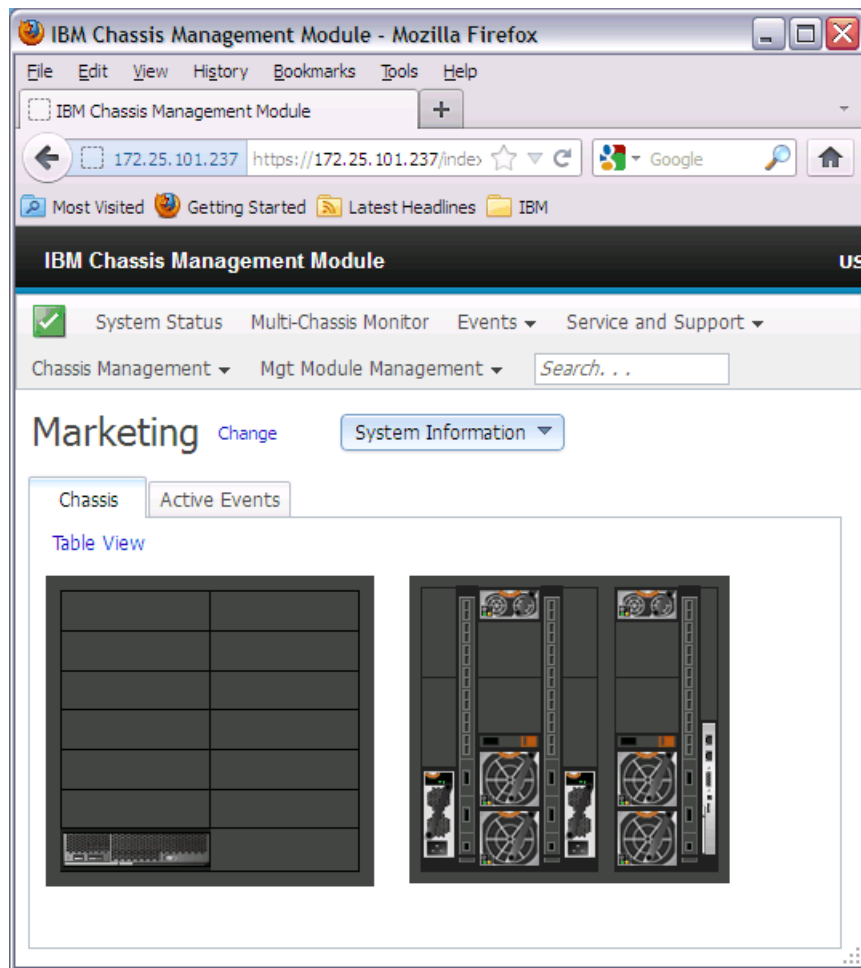 IBM Chassis Management Module - Mozilla Firefox
File Edit View History Bookmarks Tools Help
IBM Chassis Management Module
172.25.101.237 https://172.25.101.237/inde Google
Most Visited Getting Started Latest Headlines IBM
IBM Chassis Management Module US
System Status Multi-Chassis Monitor Events Service and Support
Chassis Management Mgt Module Management Search. . .
Marketing Change System Information
Chassis Active Events
Table View